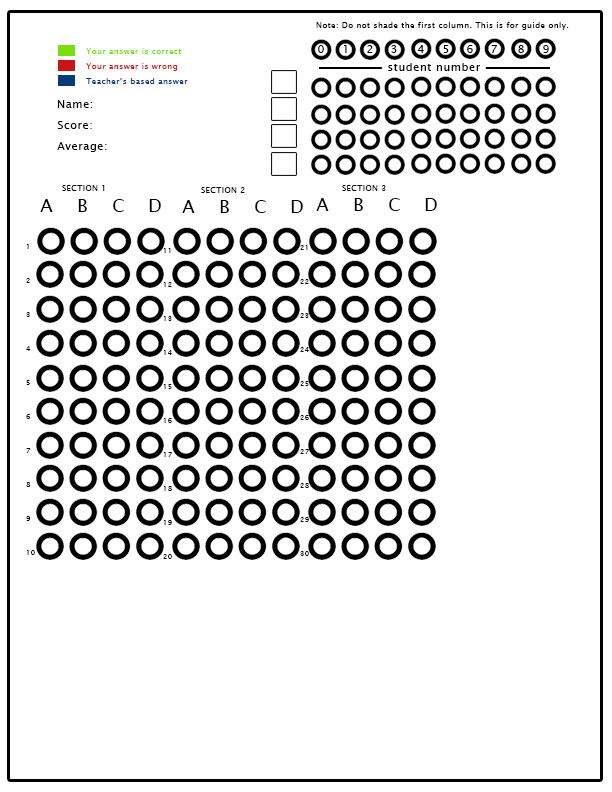 Note: Do not shade the first column. This is for guide only.
0 1 2 3 4 5 6 7 8 9
student number
Your answer is correct
Your answer is wrong
Teacher's based answer
Name:
Score:
Average:
SECTION 1 SECTION 2 SECTION 3
A B C D A B C D A B C D
1 11 21
2 12 22
3 13 23
4 14 24
5 15 25
6 16 26
7 17 27
8 18 28
9 19 29
10 20 30